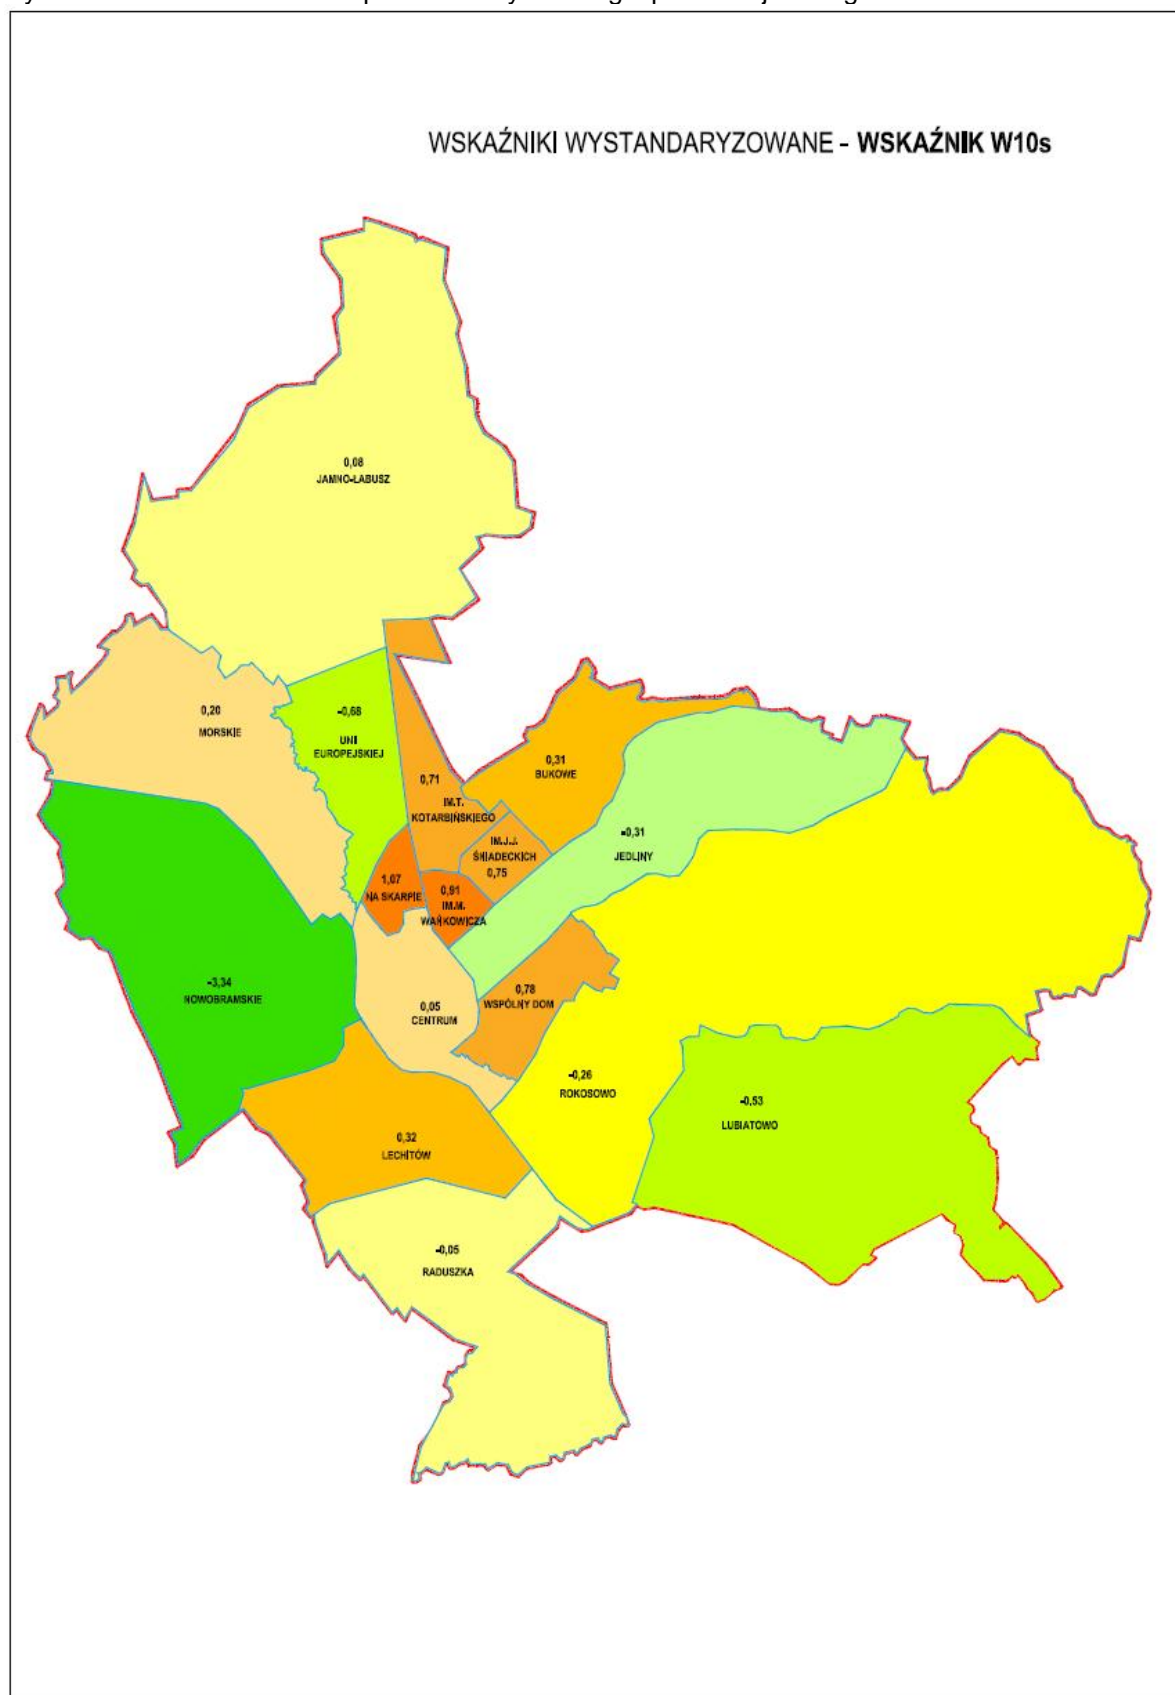 WSKAŹNIKI WYSTANDARYZOWANE - WSKAŹNIK W10s
0,08
JAMNO-ŁABUSZ
0,20
MORSKIE
-0,68
UNI
EUROPEJSKIEJ
0,71
IM.T.
KOTARBIŃSKIEGO
0,31
BUKOWE
IM.J.J.
ŚNIADECKICH
0,75
-0,31
JEDLINY
1,07
NA SKARPIE
0,91
IM.M.
WAŃKOWICZA
-3,34
NOWOBRAMSKIE
0,05
CENTRUM
0,78
WSPÓLNY DOM
-0,26
ROKOSOWO
-0,53
LUBIATOWO
0,32
LECHITÓW
-0,05
RADUSZKA